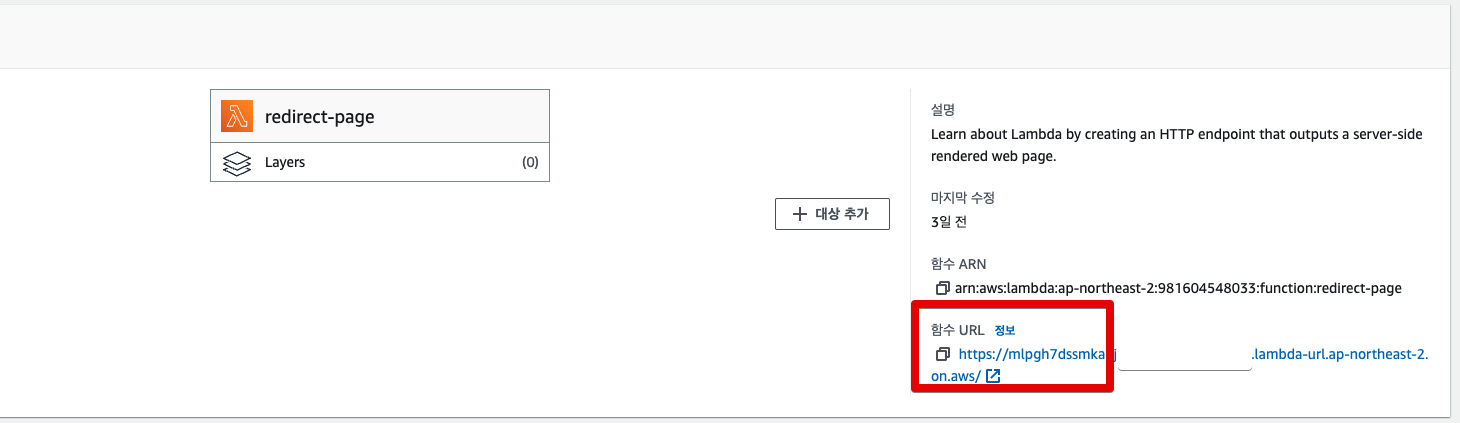 redirect-page
Layers (0)
+ 대상 추가
설명
Learn about Lambda by creating an HTTP endpoint that outputs a server-side
rendered web page.
마지막 수정
3일 전
함수 ARN
arn:aws:lambda:ap-northeast-2:981604548033:function:redirect-page
함수 URL 정보
.lambda-url.ap-northeast-2.
on.aws/